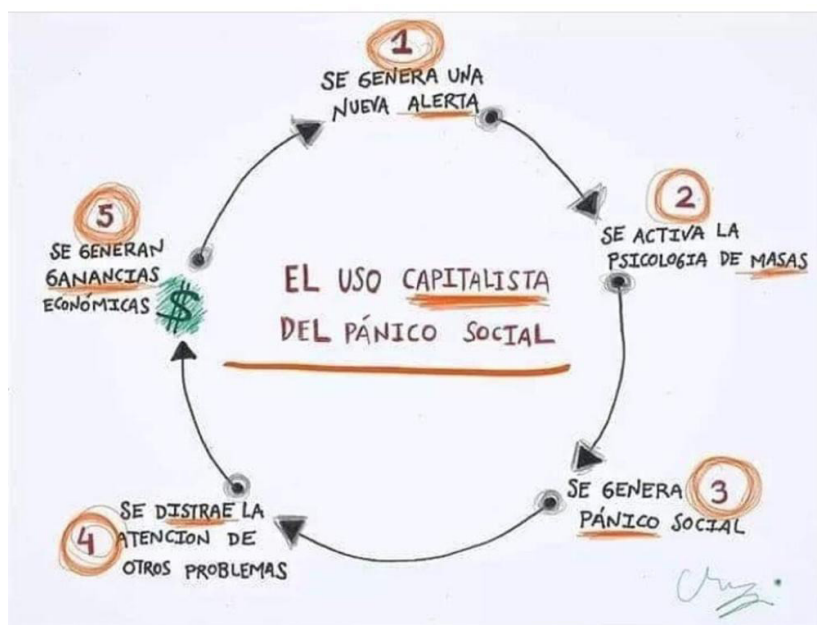 1
SE GENERA UNA
NUEVA ALERTA
2
SE ACTIVA LA
PSICOLOGIA DE MASAS
3
SE GENERA
PÁNICO SOCIAL
4
SE DISTRAE LA
ATENCION DE
OTROS PROBLEMAS
5
SE GENERAN
GANANCIAS
ECONÓMICAS
$
EL USO CAPITALISTA
DEL PÁNICO SOCIAL